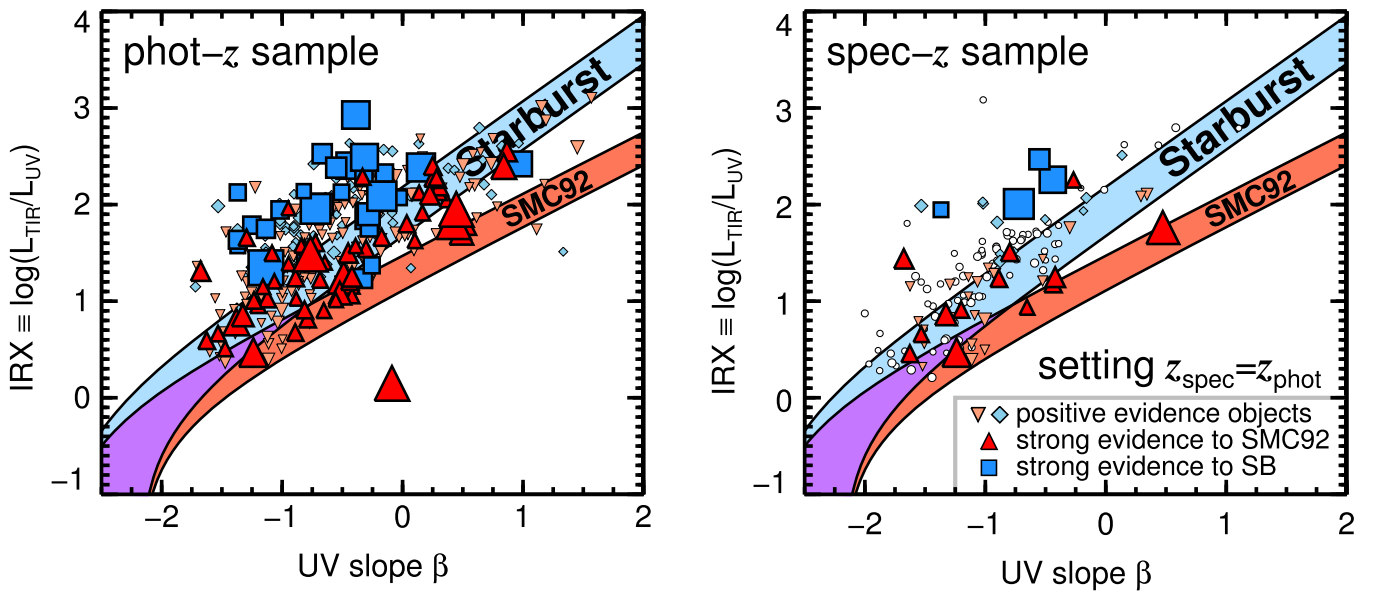 phot–z sample
Starburst
SMC92
IRX ≡ log(L_TIR/L_UV)
4
3
2
1
0
−1
−2
−1
0
1
2
UV slope β
spec–z sample
Starburst
SMC92
setting z_spec=z_phot
positive evidence objects
strong evidence to SMC92
strong evidence to SB
IRX ≡ log(L_TIR/L_UV)
4
3
2
1
0
−1
−2
−1
0
1
2
UV slope β